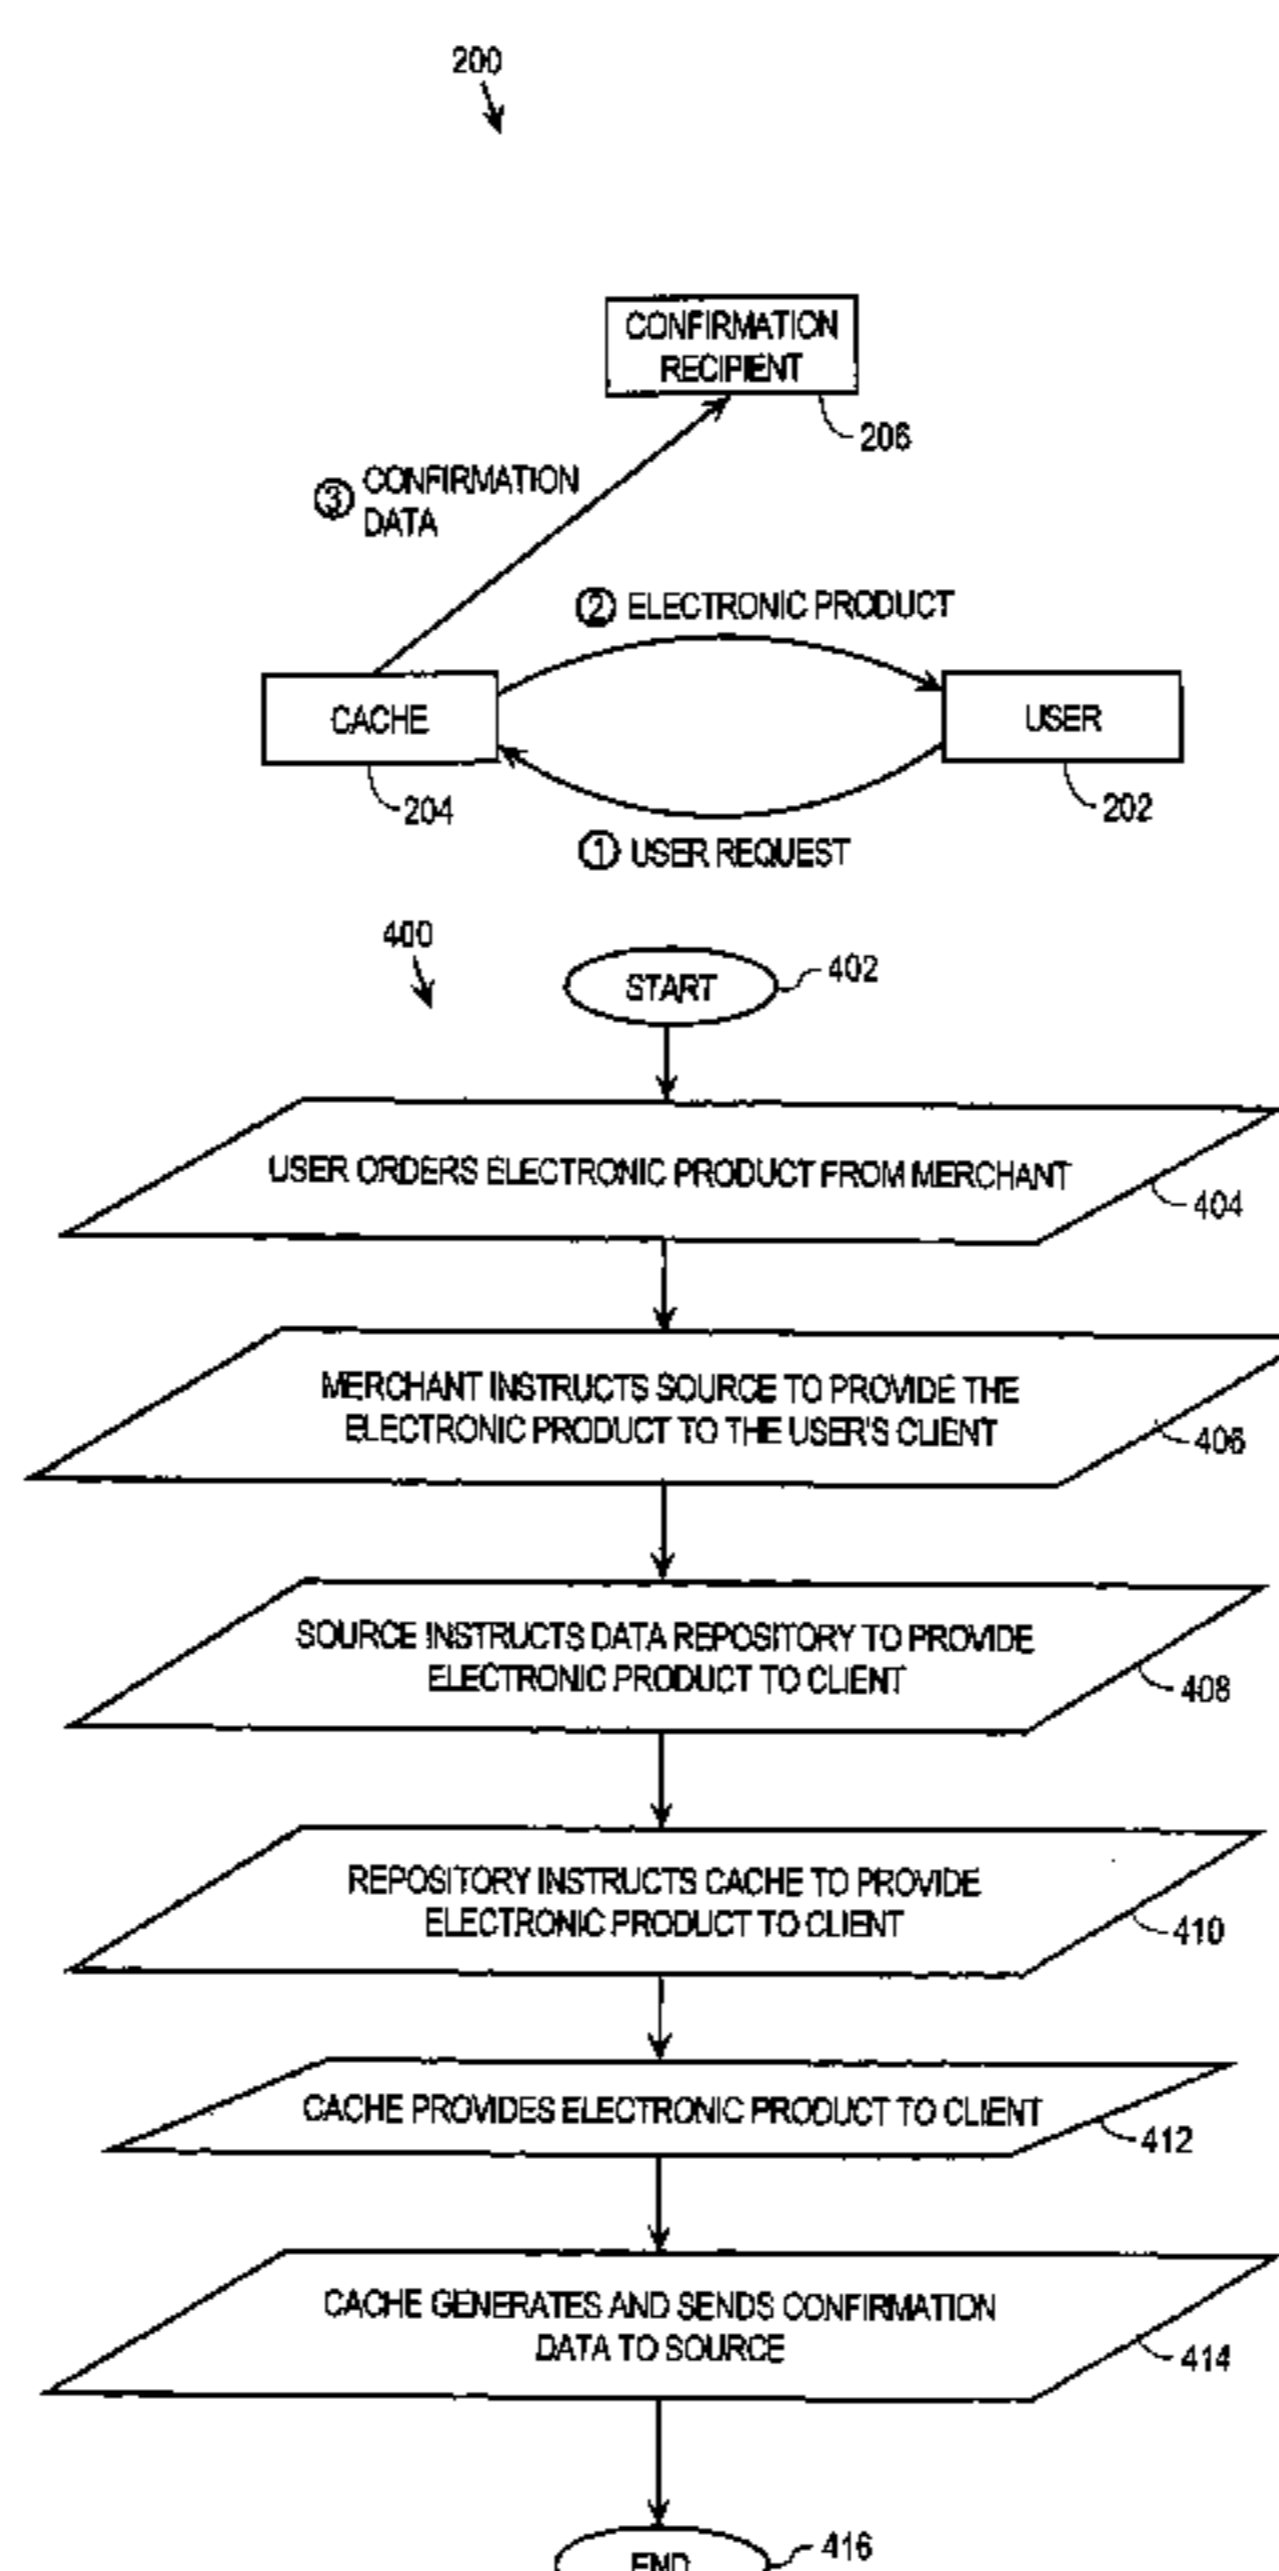 200
CONFIRMATION
RECIPIENT
206
3 CONFIRMATION
DATA
2 ELECTRONIC PRODUCT
CACHE
USER
204
202
1 USER REQUEST
400
START
402
USER ORDERS ELECTRONIC PRODUCT FROM MERCHANT
404
MERCHANT INSTRUCTS SOURCE TO PROVIDE THE
ELECTRONIC PRODUCT TO THE USER'S CLIENT
406
SOURCE INSTRUCTS DATA REPOSITORY TO PROVIDE
ELECTRONIC PRODUCT TO CLIENT
408
REPOSITORY INSTRUCTS CACHE TO PROVIDE
ELECTRONIC PRODUCT TO CLIENT
410
CACHE PROVIDES ELECTRONIC PRODUCT TO CLIENT
412
CACHE GENERATES AND SENDS CONFIRMATION
DATA TO SOURCE
414
END
416